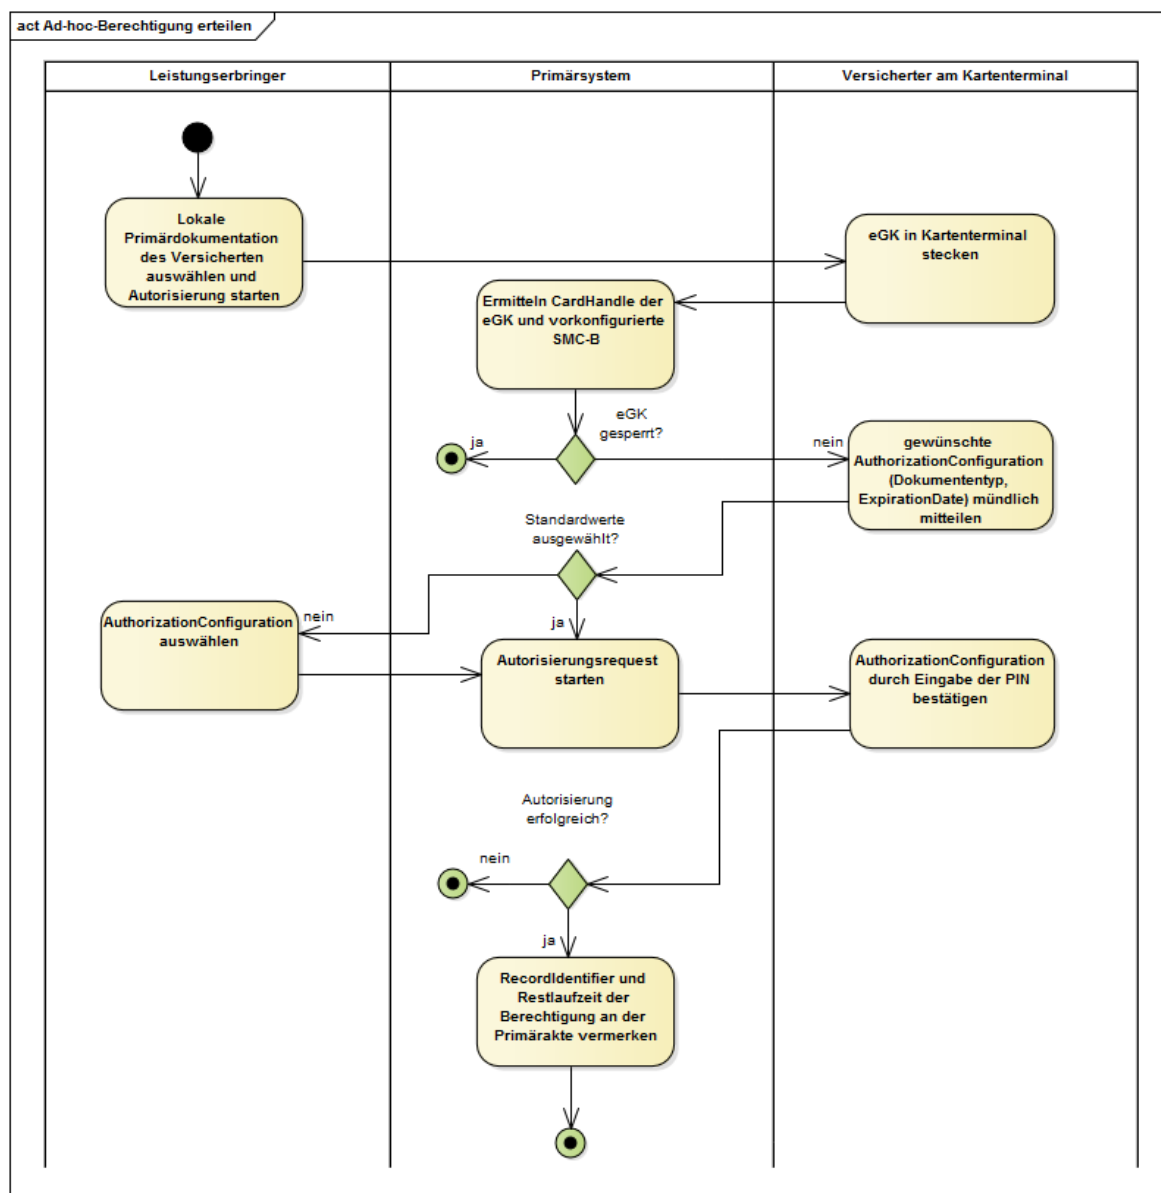 act Ad-hoc-Berechtigung erteilen
Leistungserbringer
Primärsystem
Versicherter am Kartenterminal
Lokale
Primärdokumentation
des Versicherten
auswählen und
Autorisierung starten
eGK in Kartenterminal
stecken
Ermitteln CardHandle der
eGK und vorkonfigurierte
SMC-B
eGK
gesperrt?
ja
nein
gewünschte
AuthorizationConfiguration
(Dokumententyp,
ExpirationDate) mündlich
mitteilen
Standardwerte
ausgewählt?
nein
ja
AuthorizationConfiguration
auswählen
Autorisierungsrequest
starten
AuthorizationConfiguration
durch Eingabe der PIN
bestätigen
Autorisierung
erfolgreich?
nein
ja
RecordIdentifier und
Restlaufzeit der
Berechtigung an der
Primärakte vermerken